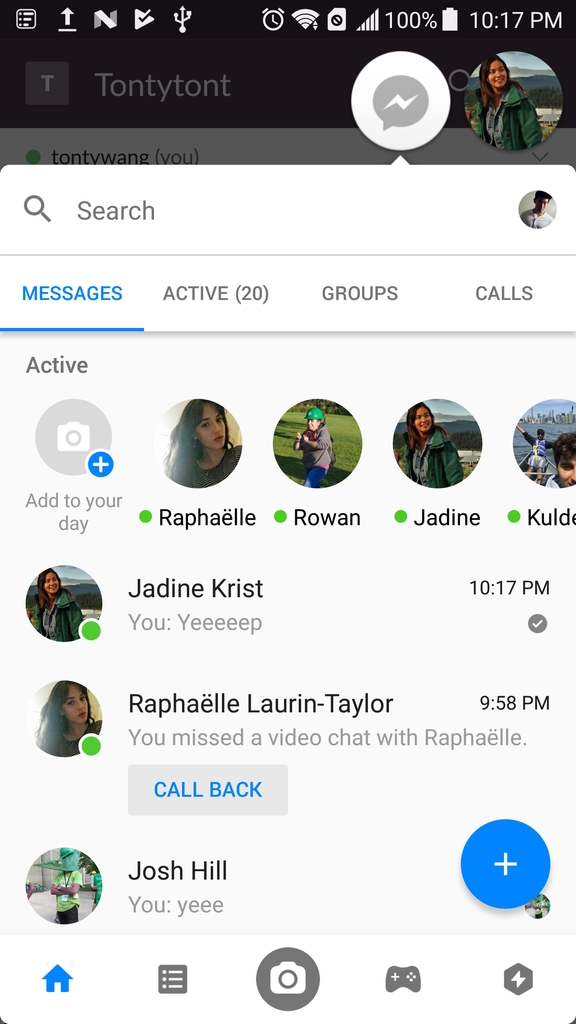 100% 10:17 PM
T Tontytont
tontywang (you)
Search
MESSAGES ACTIVE (20) GROUPS CALLS
Active
Add to your day
Raphaëlle
Rowan
Jadine
Kulde
Jadine Krist 10:17 PM
You: Yeeeeep
Raphaëlle Laurin-Taylor 9:58 PM
You missed a video chat with Raphaëlle.
CALL BACK
Josh Hill
You: yeee